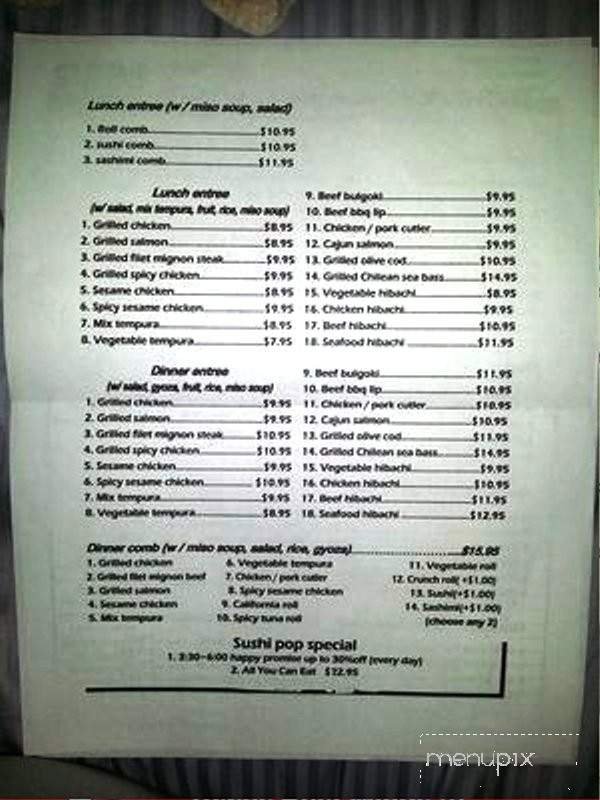 Lunch entree (w / miso soup, salad)
1. Roll comb $10.95
2. sushi comb $10.95
3. sashimi comb $11.95
Lunch entree
(w/ salad, mix tempura, fruit, rice, miso soup)
1. Grilled chicken $8.95
2. Grilled salmon $8.95
3. Grilled filet mignon steak $9.95
4. Grilled spicy chicken $9.95
5. Sesame chicken $8.95
6. Spicy sesame chicken $9.95
7. Mix tempura $8.95
8. Vegetable tempura $7.95
9. Beef bulgoki $9.95
10. Beef bbq lip $9.95
11. Chicken / pork cutler $9.95
12. Cajun salmon $9.95
13. Grilled olive cod $10.95
14. Grilled Chilean sea bass $14.95
15. Vegetable hibachi $8.95
16. Chicken hibachi $9.95
17. Beef hibachi $10.95
18. Seafood hibachi $11.95
Dinner entree
(w/ salad, gyoza, fruit, rice, miso soup)
1. Grilled chicken $9.95
2. Grilled salmon $9.95
3. Grilled filet mignon steak $10.95
4. Grilled spicy chicken $10.95
5. Sesame chicken $9.95
6. Spicy sesame chicken $10.95
7. Mix tempura $9.95
8. Vegetable tempura $8.95
9. Beef bulgoki $11.95
10. Beef bbq lip $10.95
11. Chicken / pork cutler $10.95
12. Cajun salmon $10.95
13. Grilled olive cod $11.95
14. Grilled Chilean sea bass $14.95
15. Vegetable hibachi $9.95
16. Chicken hibachi $10.95
17. Beef hibachi $11.95
18. Seafood hibachi $12.95
Dinner comb (w / miso soup, salad, rice, gyoza) $15.95
1. Grilled chicken
2. Grilled filet mignon beef
3. Grilled salmon
4. Sesame chicken
5. Mix tempura
6. Vegetable tempura
7. Chicken / pork cutler
8. Spicy sesame chicken
9. California roll
10. Spicy tuna roll
11. Vegetable roll
12. Crunch roll( +$1.00)
13. Sushi(+$1.00)
14. Sashimi(+$1.00)
(choose any 2)
Sushi pop special
1. 3:30~6:00 happy promise up to 30%off (every day)
2. All You Can Eat $22.95
menupix